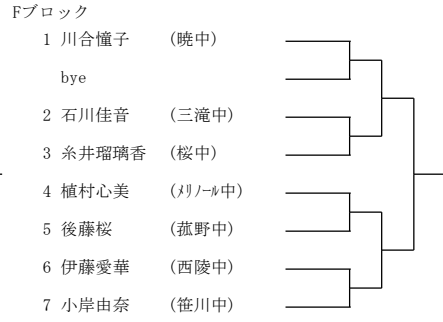 Fブロック
1 川合憧子 (暁中)
bye
2 石川佳音 (三滝中)
3 糸井瑠璃香 (桜中)
4 植村心美 (ﾒﾘﾉｰﾙ中)
5 後藤桜 (菰野中)
6 伊藤愛華 (西陵中)
7 小岸由奈 (笹川中)